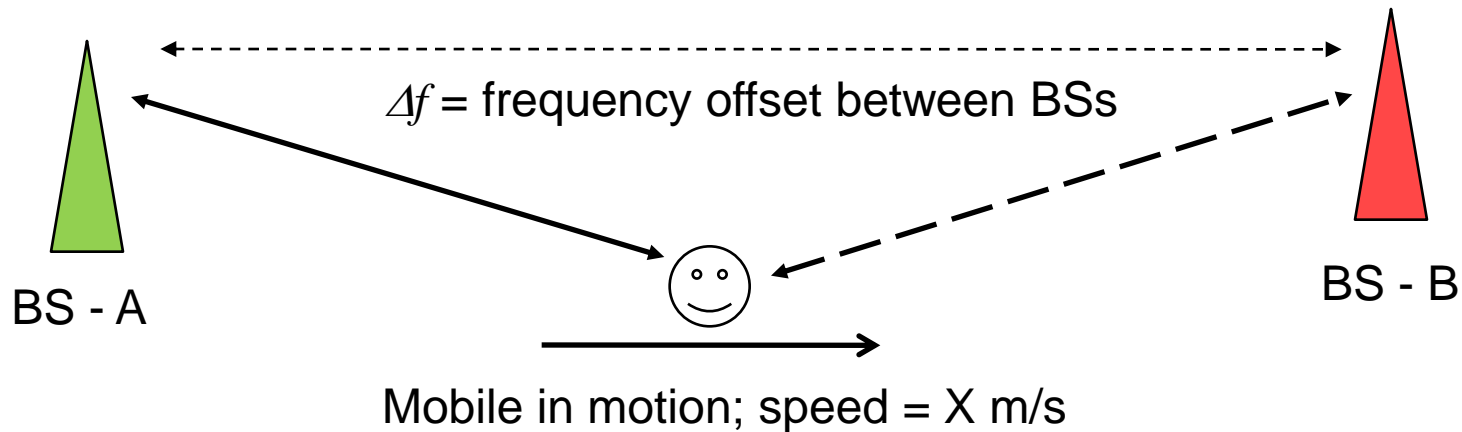 Δf = frequency offset between BSs
BS - A
BS - B
Mobile in motion; speed = X m/s